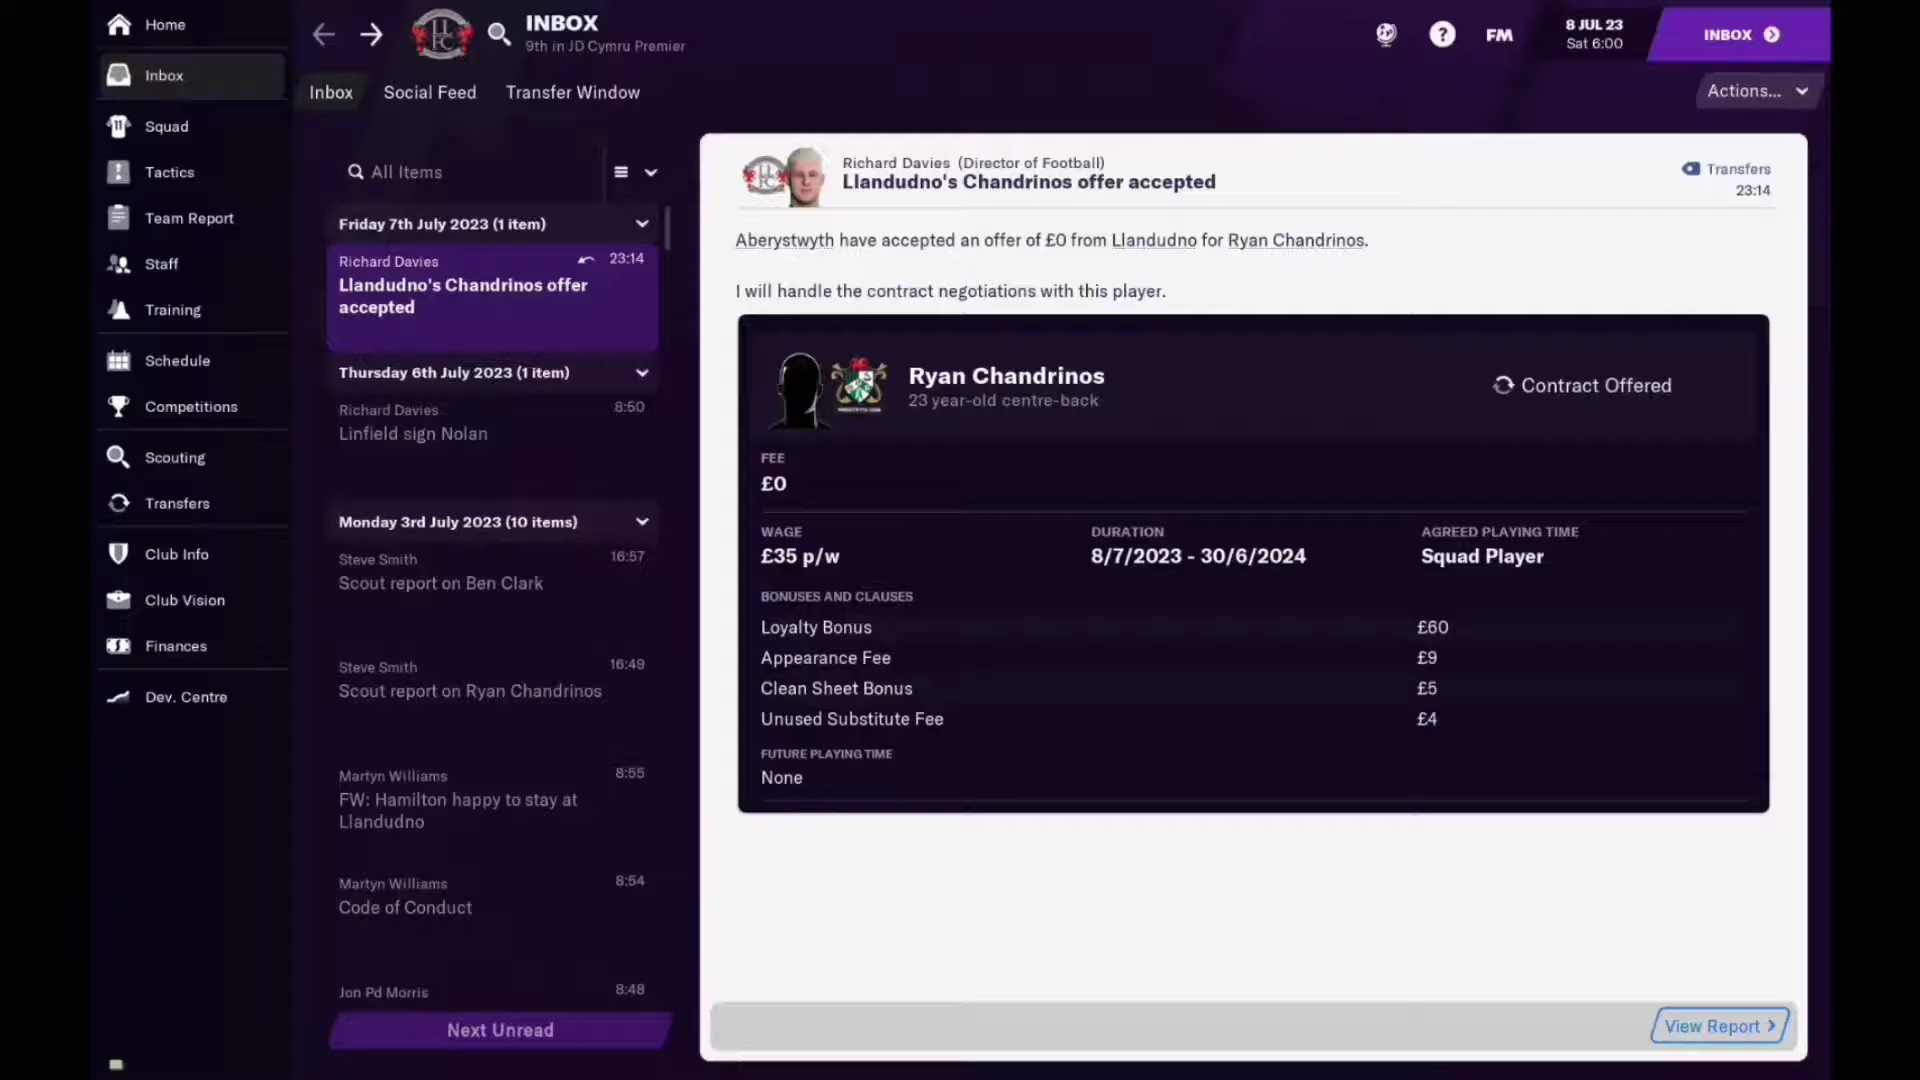 Home
Inbox
Squad
Tactics
Team Report
Staff
Training
Schedule
Competitions
Scouting
Transfers
Club Info
Club Vision
Finances
Dev. Centre
INBOX
9th in JD Cymru Premier
?
FM
8 JUL 23
Sat 6:00
INBOX
Inbox
Social Feed
Transfer Window
Actions...
All Items
Friday 7th July 2023 (1 item)
Richard Davies
23:14
Llandudno's Chandrinos offer
accepted
Thursday 6th July 2023 (1 item)
Richard Davies
8:50
Linfield sign Nolan
Monday 3rd July 2023 (10 items)
Steve Smith
16:57
Scout report on Ben Clark
Steve Smith
16:49
Scout report on Ryan Chandrinos
Martyn Williams
8:55
FW: Hamilton happy to stay at
Llandudno
Martyn Williams
8:54
Code of Conduct
Jon Pd Morris
8:48
Next Unread
Richard Davies (Director of Football)
Llandudno's Chandrinos offer accepted
Transfers
23:14
Aberystwyth have accepted an offer of £0 from Llandudno for Ryan Chandrinos.
I will handle the contract negotiations with this player.
Ryan Chandrinos
23 year-old centre-back
Contract Offered
FEE
£0
WAGE
£35 p/w
DURATION
8/7/2023 - 30/6/2024
AGREED PLAYING TIME
Squad Player
BONUSES AND CLAUSES
Loyalty Bonus £60
Appearance Fee £9
Clean Sheet Bonus £5
Unused Substitute Fee £4
FUTURE PLAYING TIME
None
View Report